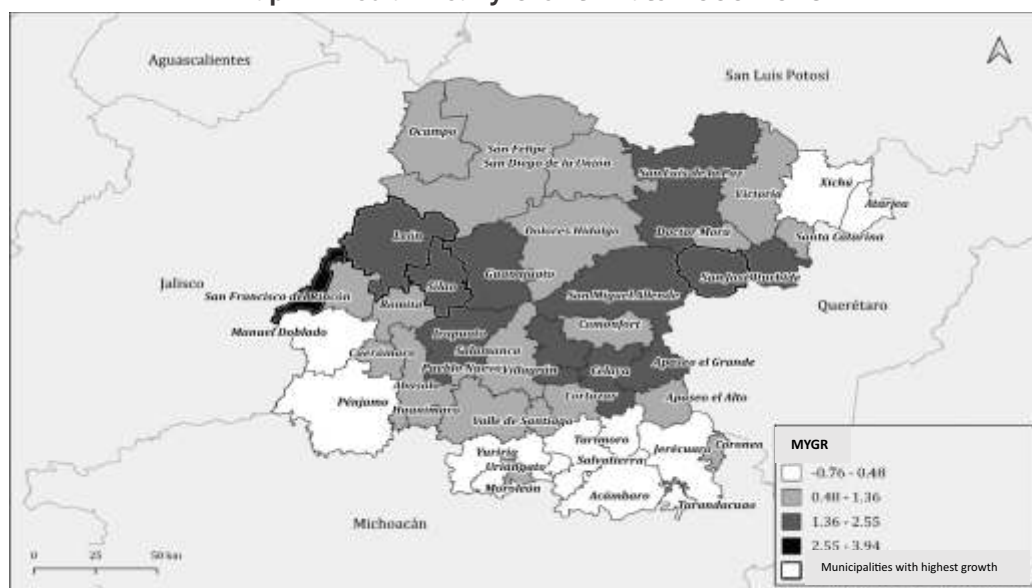 Aguascalientes
San Luis Potosí
Ocampo
San Felipe
San Diego de la Unión
San Luis de la Paz
Victoria
Xichú
Atarjea
León
Dolores Hidalgo
Doctor Mora
Santa Catarina
Jalisco
Silao
Guanajuato
San José Iturbide
San Francisco del Rincón
Romita
San Miguel Allende
Querétaro
Manuel Doblado
Irapuato
Comonfort
Cuerámaro
Salamanca
Pueblo Nuevo
Villagrán
Celaya
Apaseo el Grande
Abasolo
Pénjamo
Huanímaro
Cortazar
Apaseo el Alto
Valle de Santiago
Tarimoro
Jerécuaro
Coroneo
Yuriria
Salvatierra
Uriangato
Moroleón
Acámbaro
Tarandacuao
Michoacán
0 25 50 km
MYGR
-0.76 - 0.48
0.48 - 1.36
1.36 - 2.55
2.55 - 3.94
Municipalities with highest growth